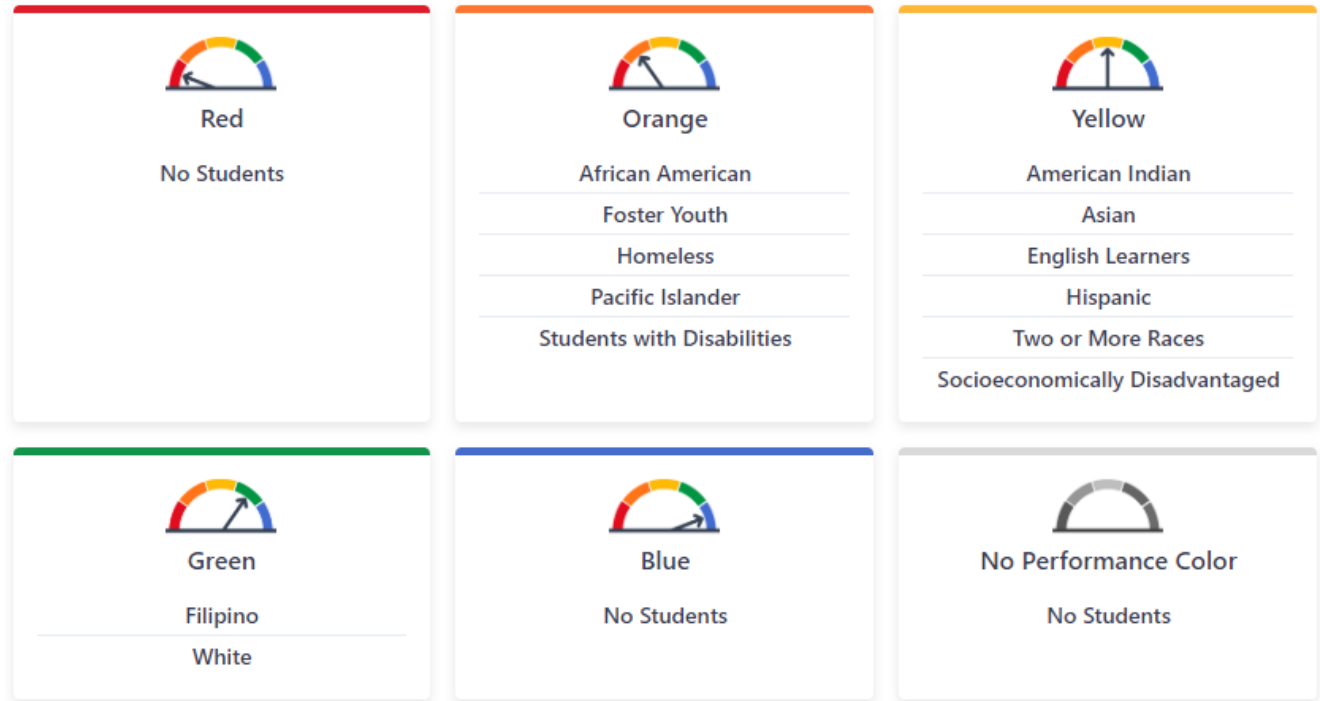 Red
No Students
Orange
African American
Foster Youth
Homeless
Pacific Islander
Students with Disabilities
Yellow
American Indian
Asian
English Learners
Hispanic
Two or More Races
Socioeconomically Disadvantaged
Green
Filipino
White
Blue
No Students
No Performance Color
No Students